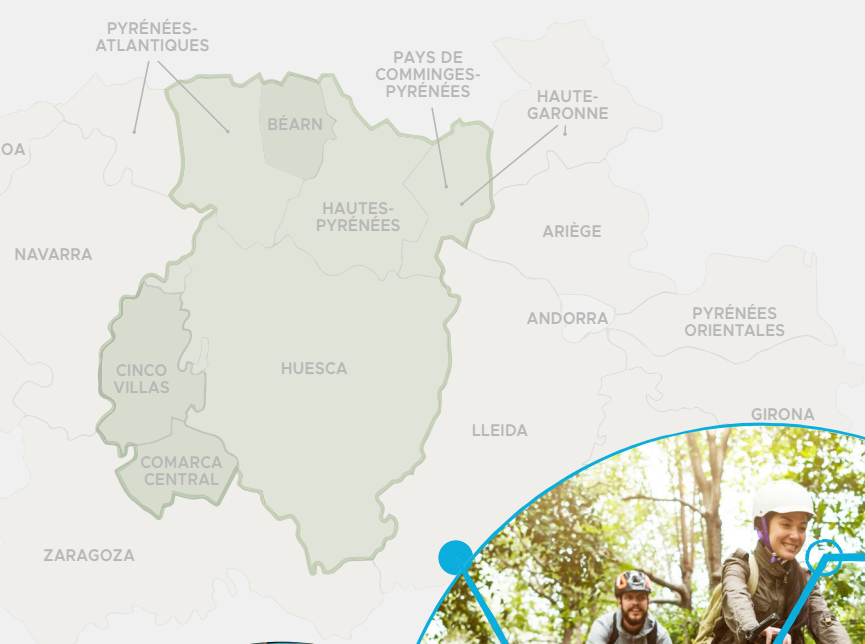 PYRÉNÉES-
ATLANTIQUES
PAYS DE
COMMINGES-
PYRÉNÉES
HAUTE-
GARONNE
BÉARN
OA
HAUTES-
PYRÉNÉES
ARIÈGE
NAVARRA
ANDORRA
PYRÉNÉES
ORIENTALES
CINCO
VILLAS
HUESCA
GIRONA
LLEIDA
COMARCA
CENTRAL
ZARAGOZA